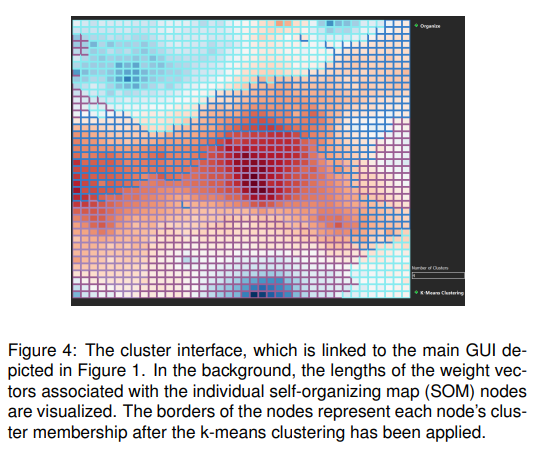 Organize
Number of Clusters
4
K-Means Clustering
Figure 4: The cluster interface, which is linked to the main GUI de-
picted in Figure 1. In the background, the lengths of the weight vec-
tors associated with the individual self-organizing map (SOM) nodes
are visualized. The borders of the nodes represent each node's clus-
ter membership after the k-means clustering has been applied.